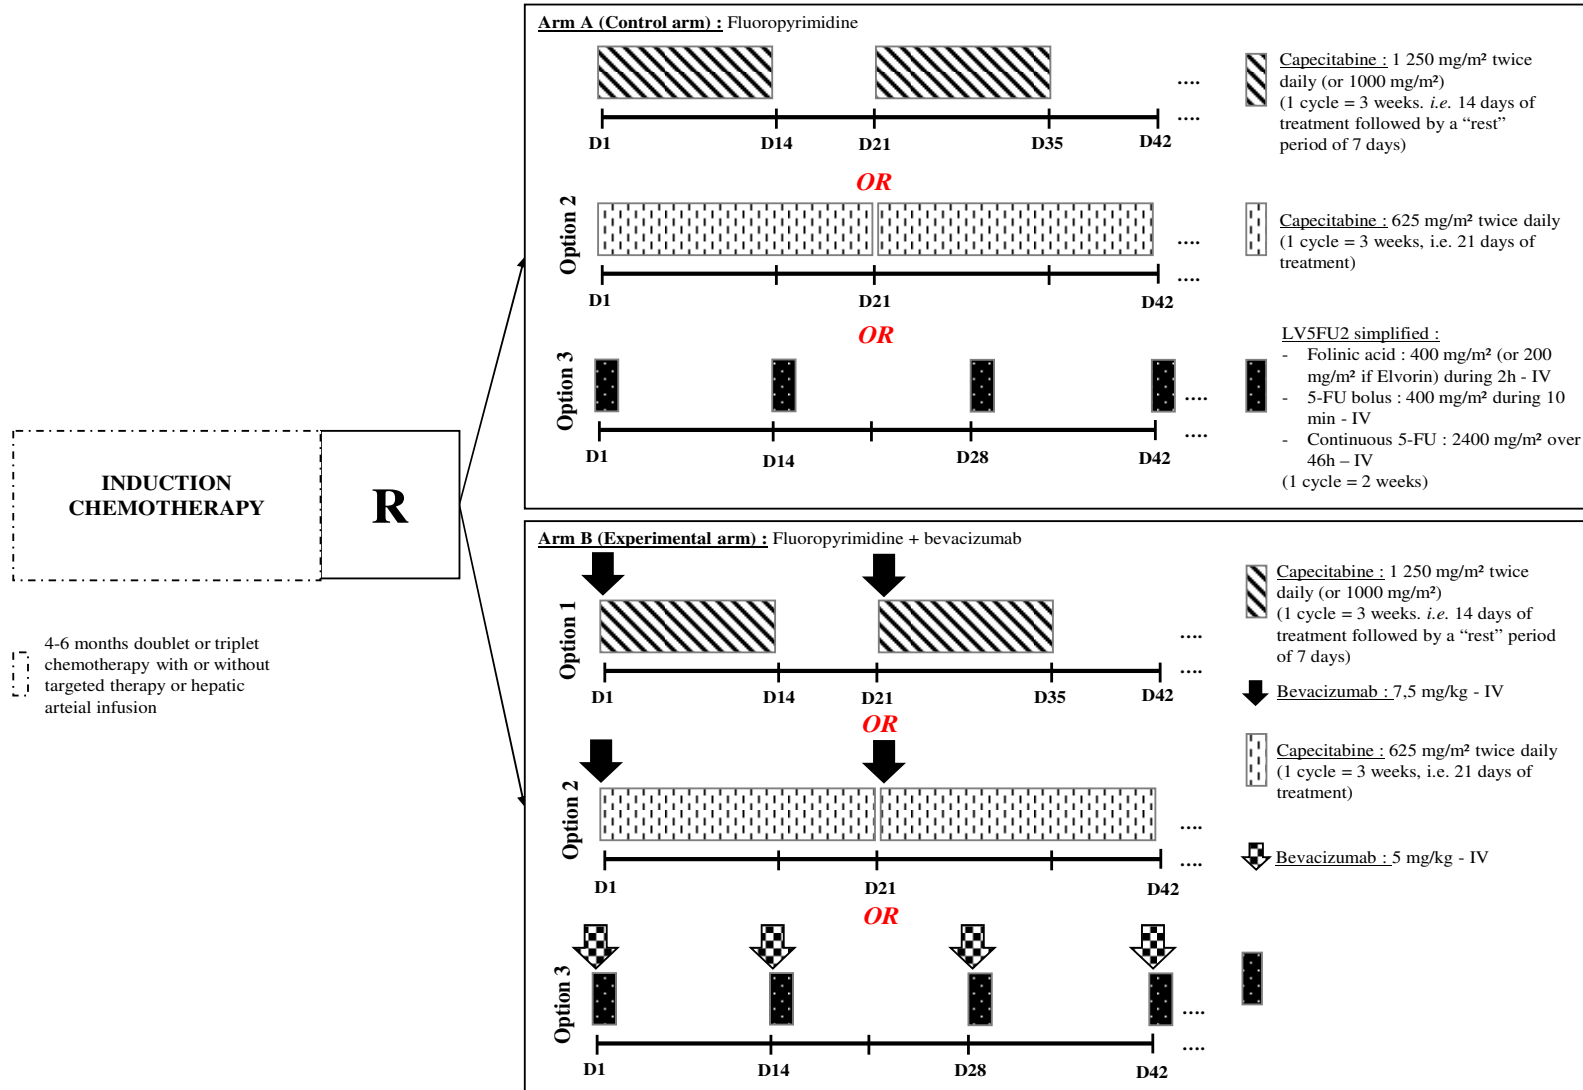 Arm A (Control arm) : Fluoropyrimidine
D1 D14 D21 D35 D42
....
....
Capecitabine : 1 250 mg/m² twice
daily (or 1000 mg/m²)
(1 cycle = 3 weeks. i.e. 14 days of
treatment followed by a “rest”
period of 7 days)
OR
Option 2
D1 D21 D42
....
....
Capecitabine : 625 mg/m² twice daily
(1 cycle = 3 weeks, i.e. 21 days of
treatment)
OR
Option 3
D1 D14 D28 D42
....
....
LV5FU2 simplified :
- Folinic acid : 400 mg/m² (or 200
mg/m² if Elvorin) during 2h - IV
- 5-FU bolus : 400 mg/m² during 10
min - IV
- Continuous 5-FU : 2400 mg/m² over
46h – IV
(1 cycle = 2 weeks)
INDUCTION
CHEMOTHERAPY
R
4-6 months doublet or triplet
chemotherapy with or without
targeted therapy or hepatic
arteial infusion
Arm B (Experimental arm) : Fluoropyrimidine + bevacizumab
Option 1
D1 D14 D21 D35 D42
....
....
Capecitabine : 1 250 mg/m² twice
daily (or 1000 mg/m²)
(1 cycle = 3 weeks. i.e. 14 days of
treatment followed by a “rest” period
of 7 days)
Bevacizumab : 7,5 mg/kg - IV
OR
Option 2
D1 D21 D42
....
....
Capecitabine : 625 mg/m² twice daily
(1 cycle = 3 weeks, i.e. 21 days of
treatment)
Bevacizumab : 5 mg/kg - IV
OR
Option 3
D1 D14 D28 D42
....
....